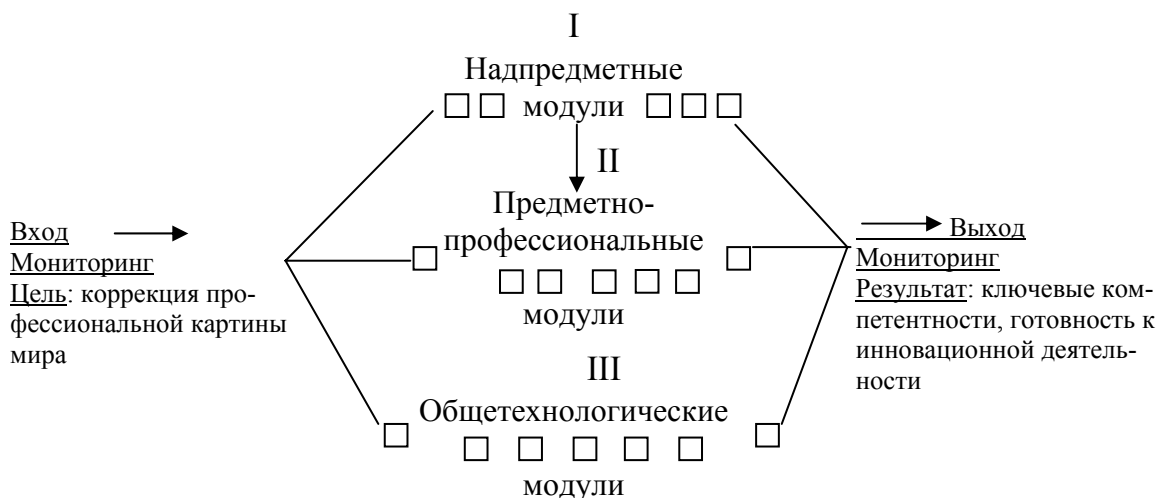 I
Надпредметные
модули
II
Предметно-
профессиональные
модули
III
Общетехнологические
модули
Вход
Мониторинг
Цель: коррекция про-
фессиональной картины
мира
Выход
Мониторинг
Результат: ключевые ком-
петентности, готовность к
инновационной деятель-
ности